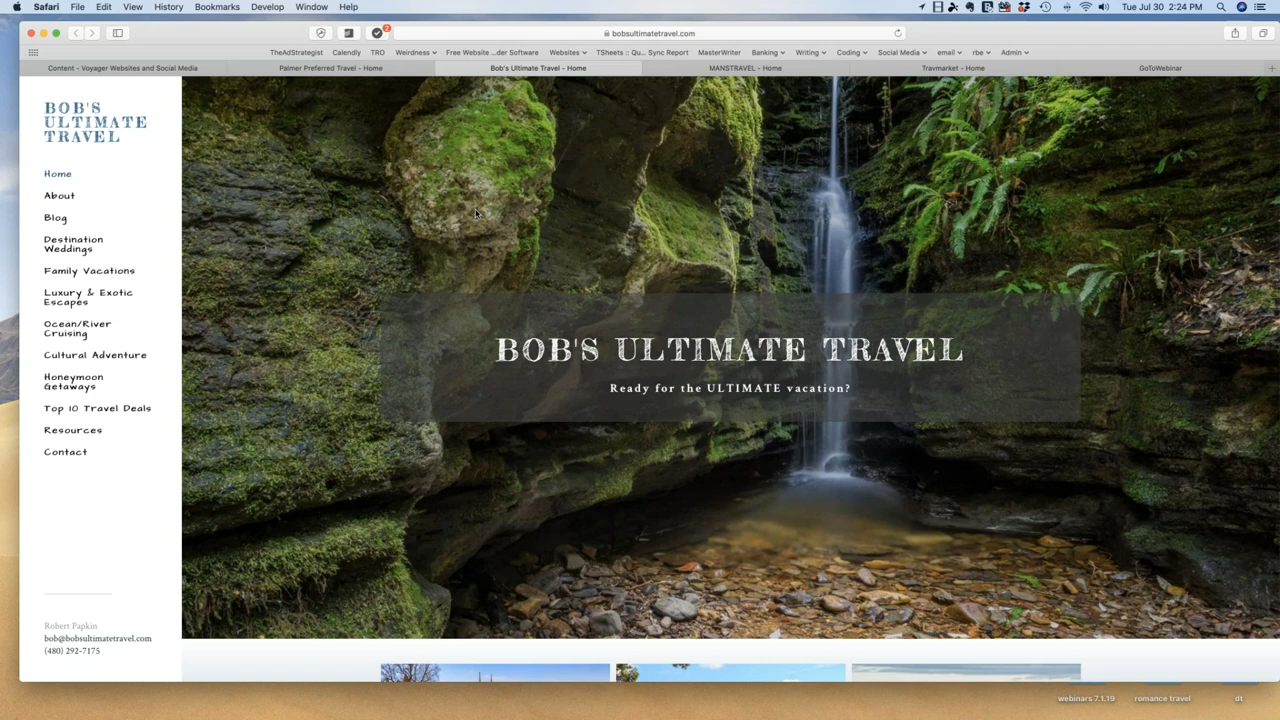 Safari File Edit View History Bookmarks Develop Window Help
2
Tue Jul 30 2:24 PM
bobsultimatetravel.com
TheAdStrategist Calendly TRO Weirdness Free Website ...der Software Websites TSheets :: Qu... Sync Report MasterWriter Banking Writing Coding Social Media email rbe Admin
Content - Voyager Websites and Social Media Palmer Preferred Travel - Home Bob's Ultimate Travel - Home MANSTRAVEL - Home Travmarket - Home GoToWebinar
BOB'S
ULTIMATE
TRAVEL
Home
About
Blog
Destination
Weddings
Family Vacations
Luxury & Exotic
Escapes
Ocean/River
Cruising
Cultural Adventure
Honeymoon
Getaways
Top 10 Travel Deals
Resources
Contact
Robert Papkin
bob@bobsultimatetravel.com
(480) 292-7175
BOB'S ULTIMATE TRAVEL
Ready for the ULTIMATE vacation?
webinars 7.1.19 romance travel dt